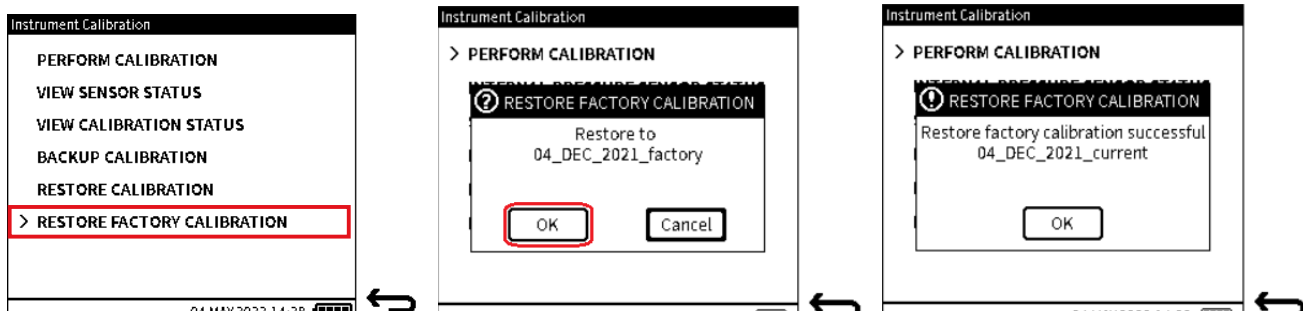 Instrument Calibration
PERFORM CALIBRATION
VIEW SENSOR STATUS
VIEW CALIBRATION STATUS
BACKUP CALIBRATION
RESTORE CALIBRATION
> RESTORE FACTORY CALIBRATION
Instrument Calibration
> PERFORM CALIBRATION
RESTORE FACTORY CALIBRATION
Restore to
04_DEC_2021_factory
OK Cancel
Instrument Calibration
> PERFORM CALIBRATION
RESTORE FACTORY CALIBRATION
Restore factory calibration successful
04_DEC_2021_current
OK